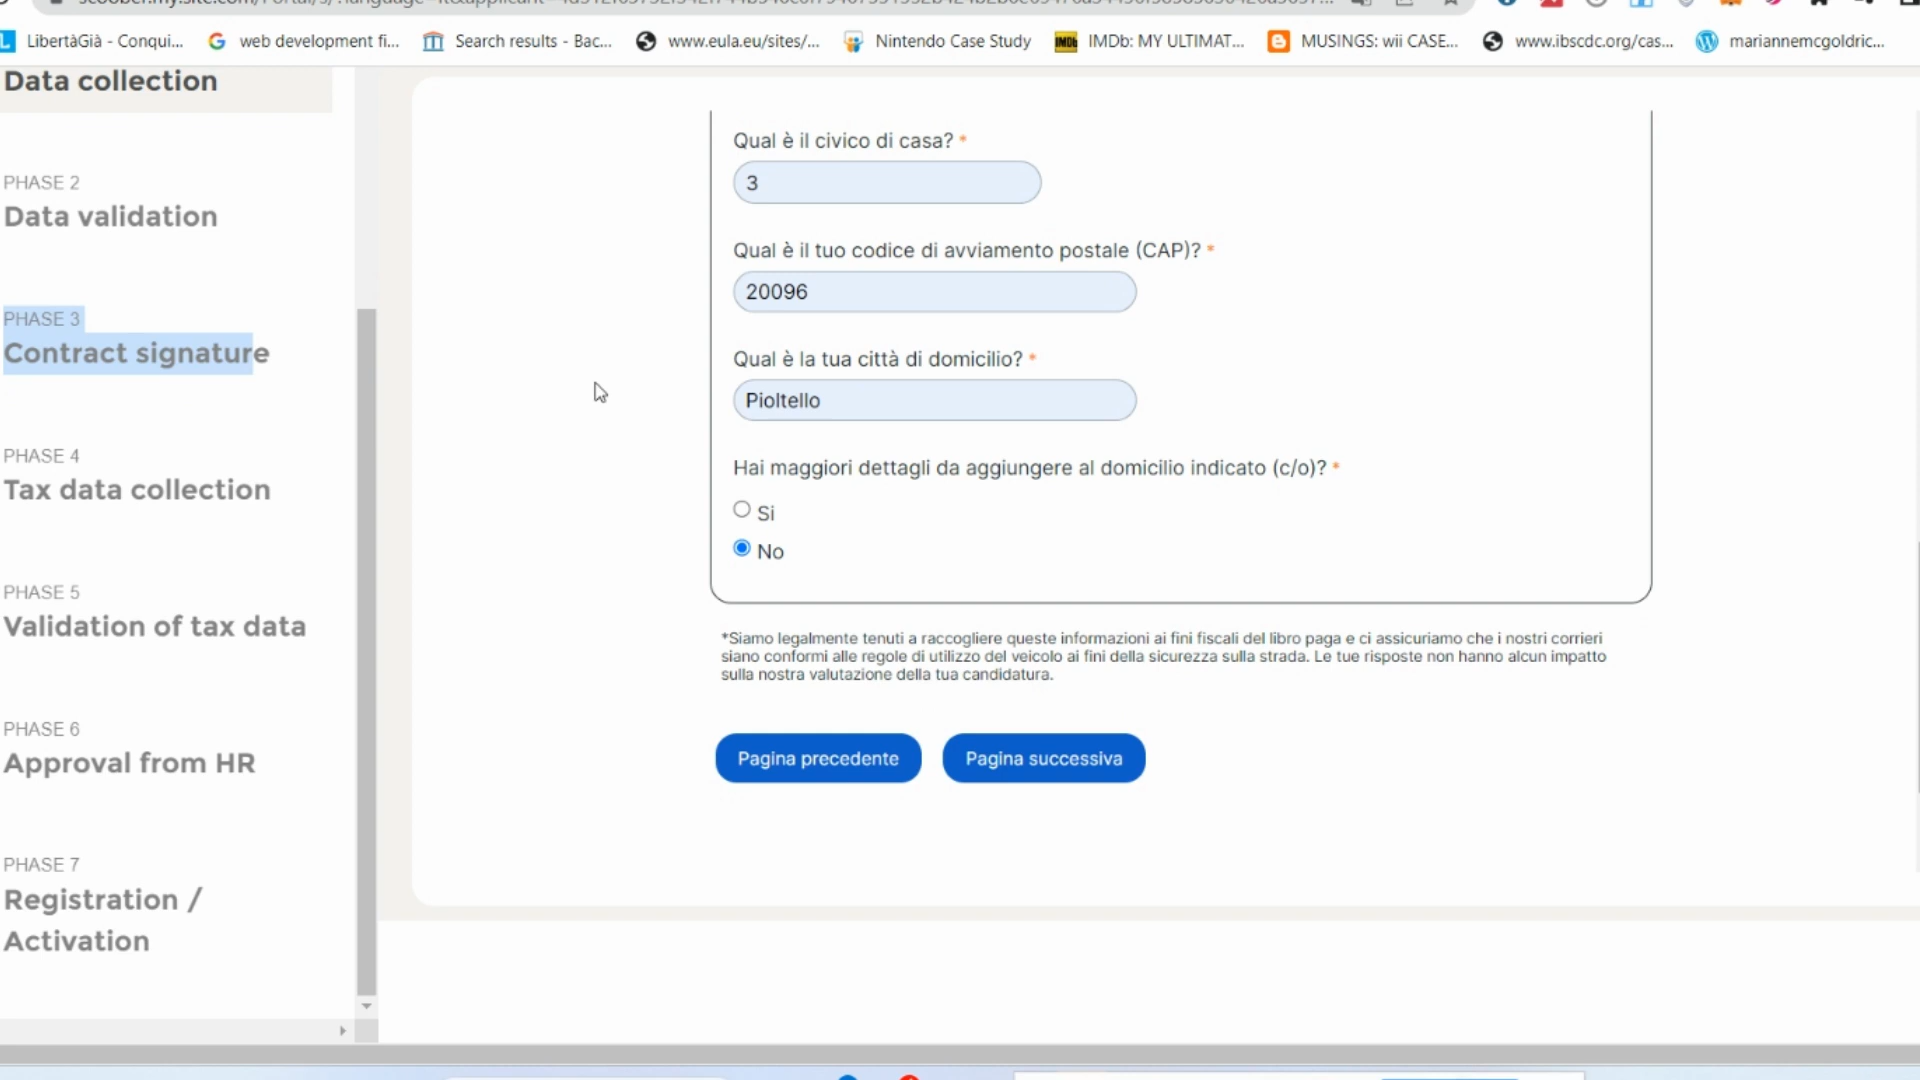 LibertàGià - Conqui...
web development fi...
Search results - Bac...
www.eula.eu/sites/...
Nintendo Case Study
IMDb: MY ULTIMAT...
MUSINGS: wii CASE...
www.ibscdc.org/cas...
mariannemcgoldric...
Data collection
PHASE 2
Data validation
PHASE 3
Contract signature
PHASE 4
Tax data collection
PHASE 5
Validation of tax data
PHASE 6
Approval from HR
PHASE 7
Registration /
Activation
Qual è il civico di casa? *
3
Qual è il tuo codice di avviamento postale (CAP)? *
20096
Qual è la tua città di domicilio? *
Pioltello
Hai maggiori dettagli da aggiungere al domicilio indicato (c/o)? *
Si
No
*Siamo legalmente tenuti a raccogliere queste informazioni ai fini fiscali del libro paga e ci assicuriamo che i nostri corrieri
siano conformi alle regole di utilizzo del veicolo ai fini della sicurezza sulla strada. Le tue risposte non hanno alcun impatto
sulla nostra valutazione della tua candidatura.
Pagina precedente
Pagina successiva